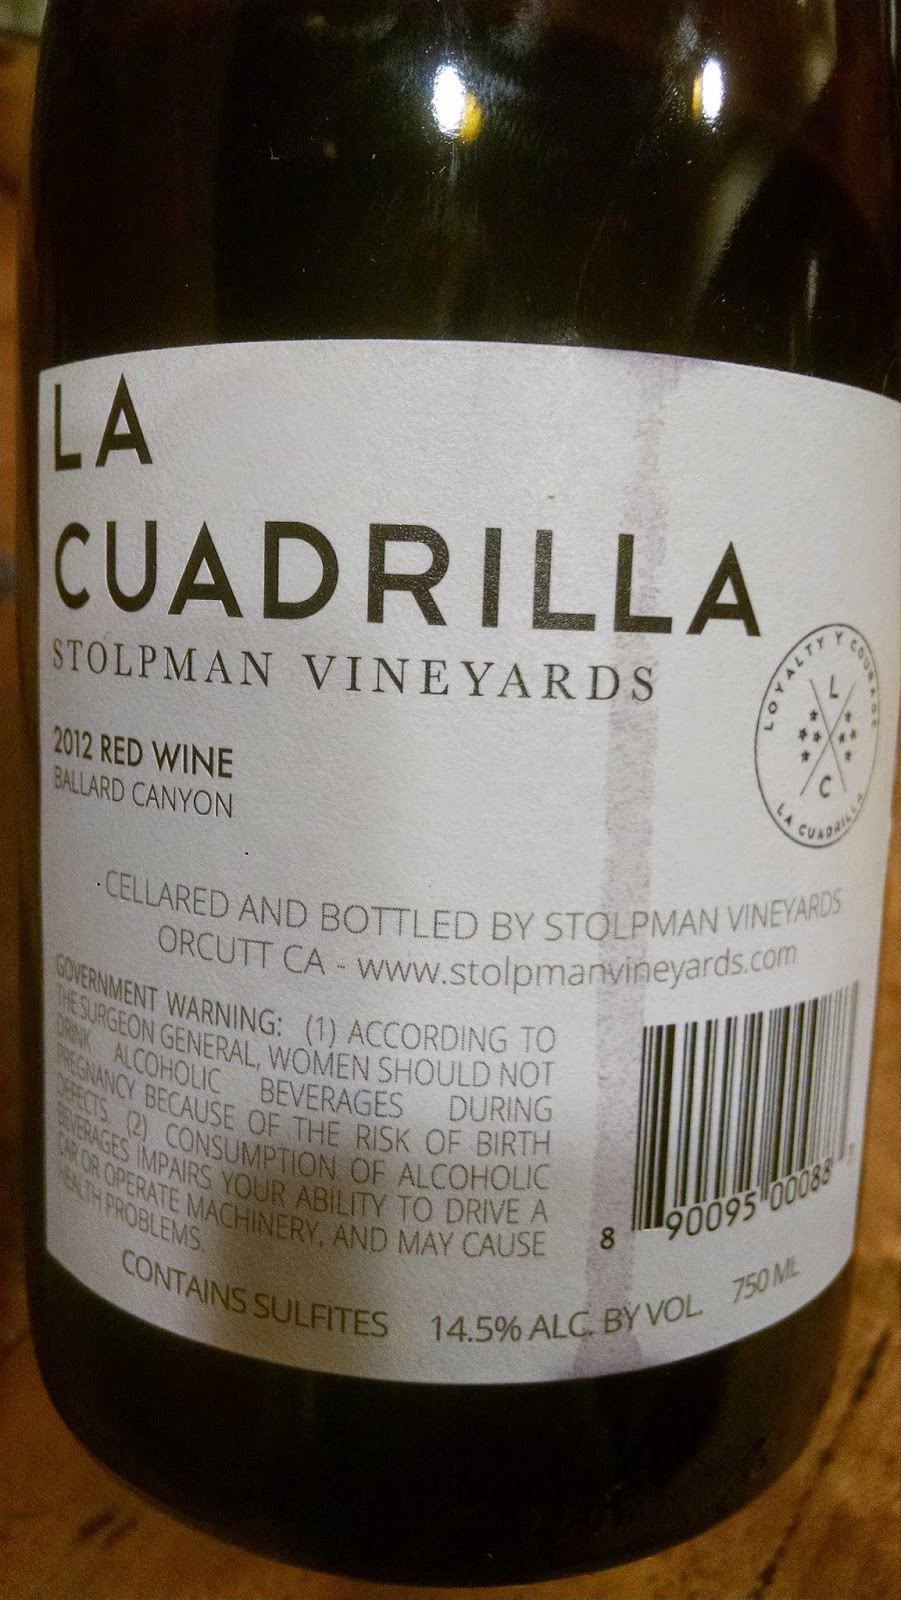 LA
CUADRILLA
STOLPMAN VINEYARDS
2012 RED WINE
BALLARD CANYON
LOYALTY Y COURAGE
L
C
LA CUADRILLA
CELLARED AND BOTTLED BY STOLPMAN VINEYARDS
ORCUTT CA - www.stolpmanvineyards.com
GOVERNMENT WARNING: (1) ACCORDING TO
THE SURGEON GENERAL, WOMEN SHOULD NOT
DRINK ALCOHOLIC BEVERAGES DURING
PREGNANCY BECAUSE OF THE RISK OF BIRTH
DEFECTS. (2) CONSUMPTION OF ALCOHOLIC
BEVERAGES IMPAIRS YOUR ABILITY TO DRIVE A
CAR OR OPERATE MACHINERY, AND MAY CAUSE
HEALTH PROBLEMS.
8 90095 00088
CONTAINS SULFITES 14.5% ALC. BY VOL. 750 ML